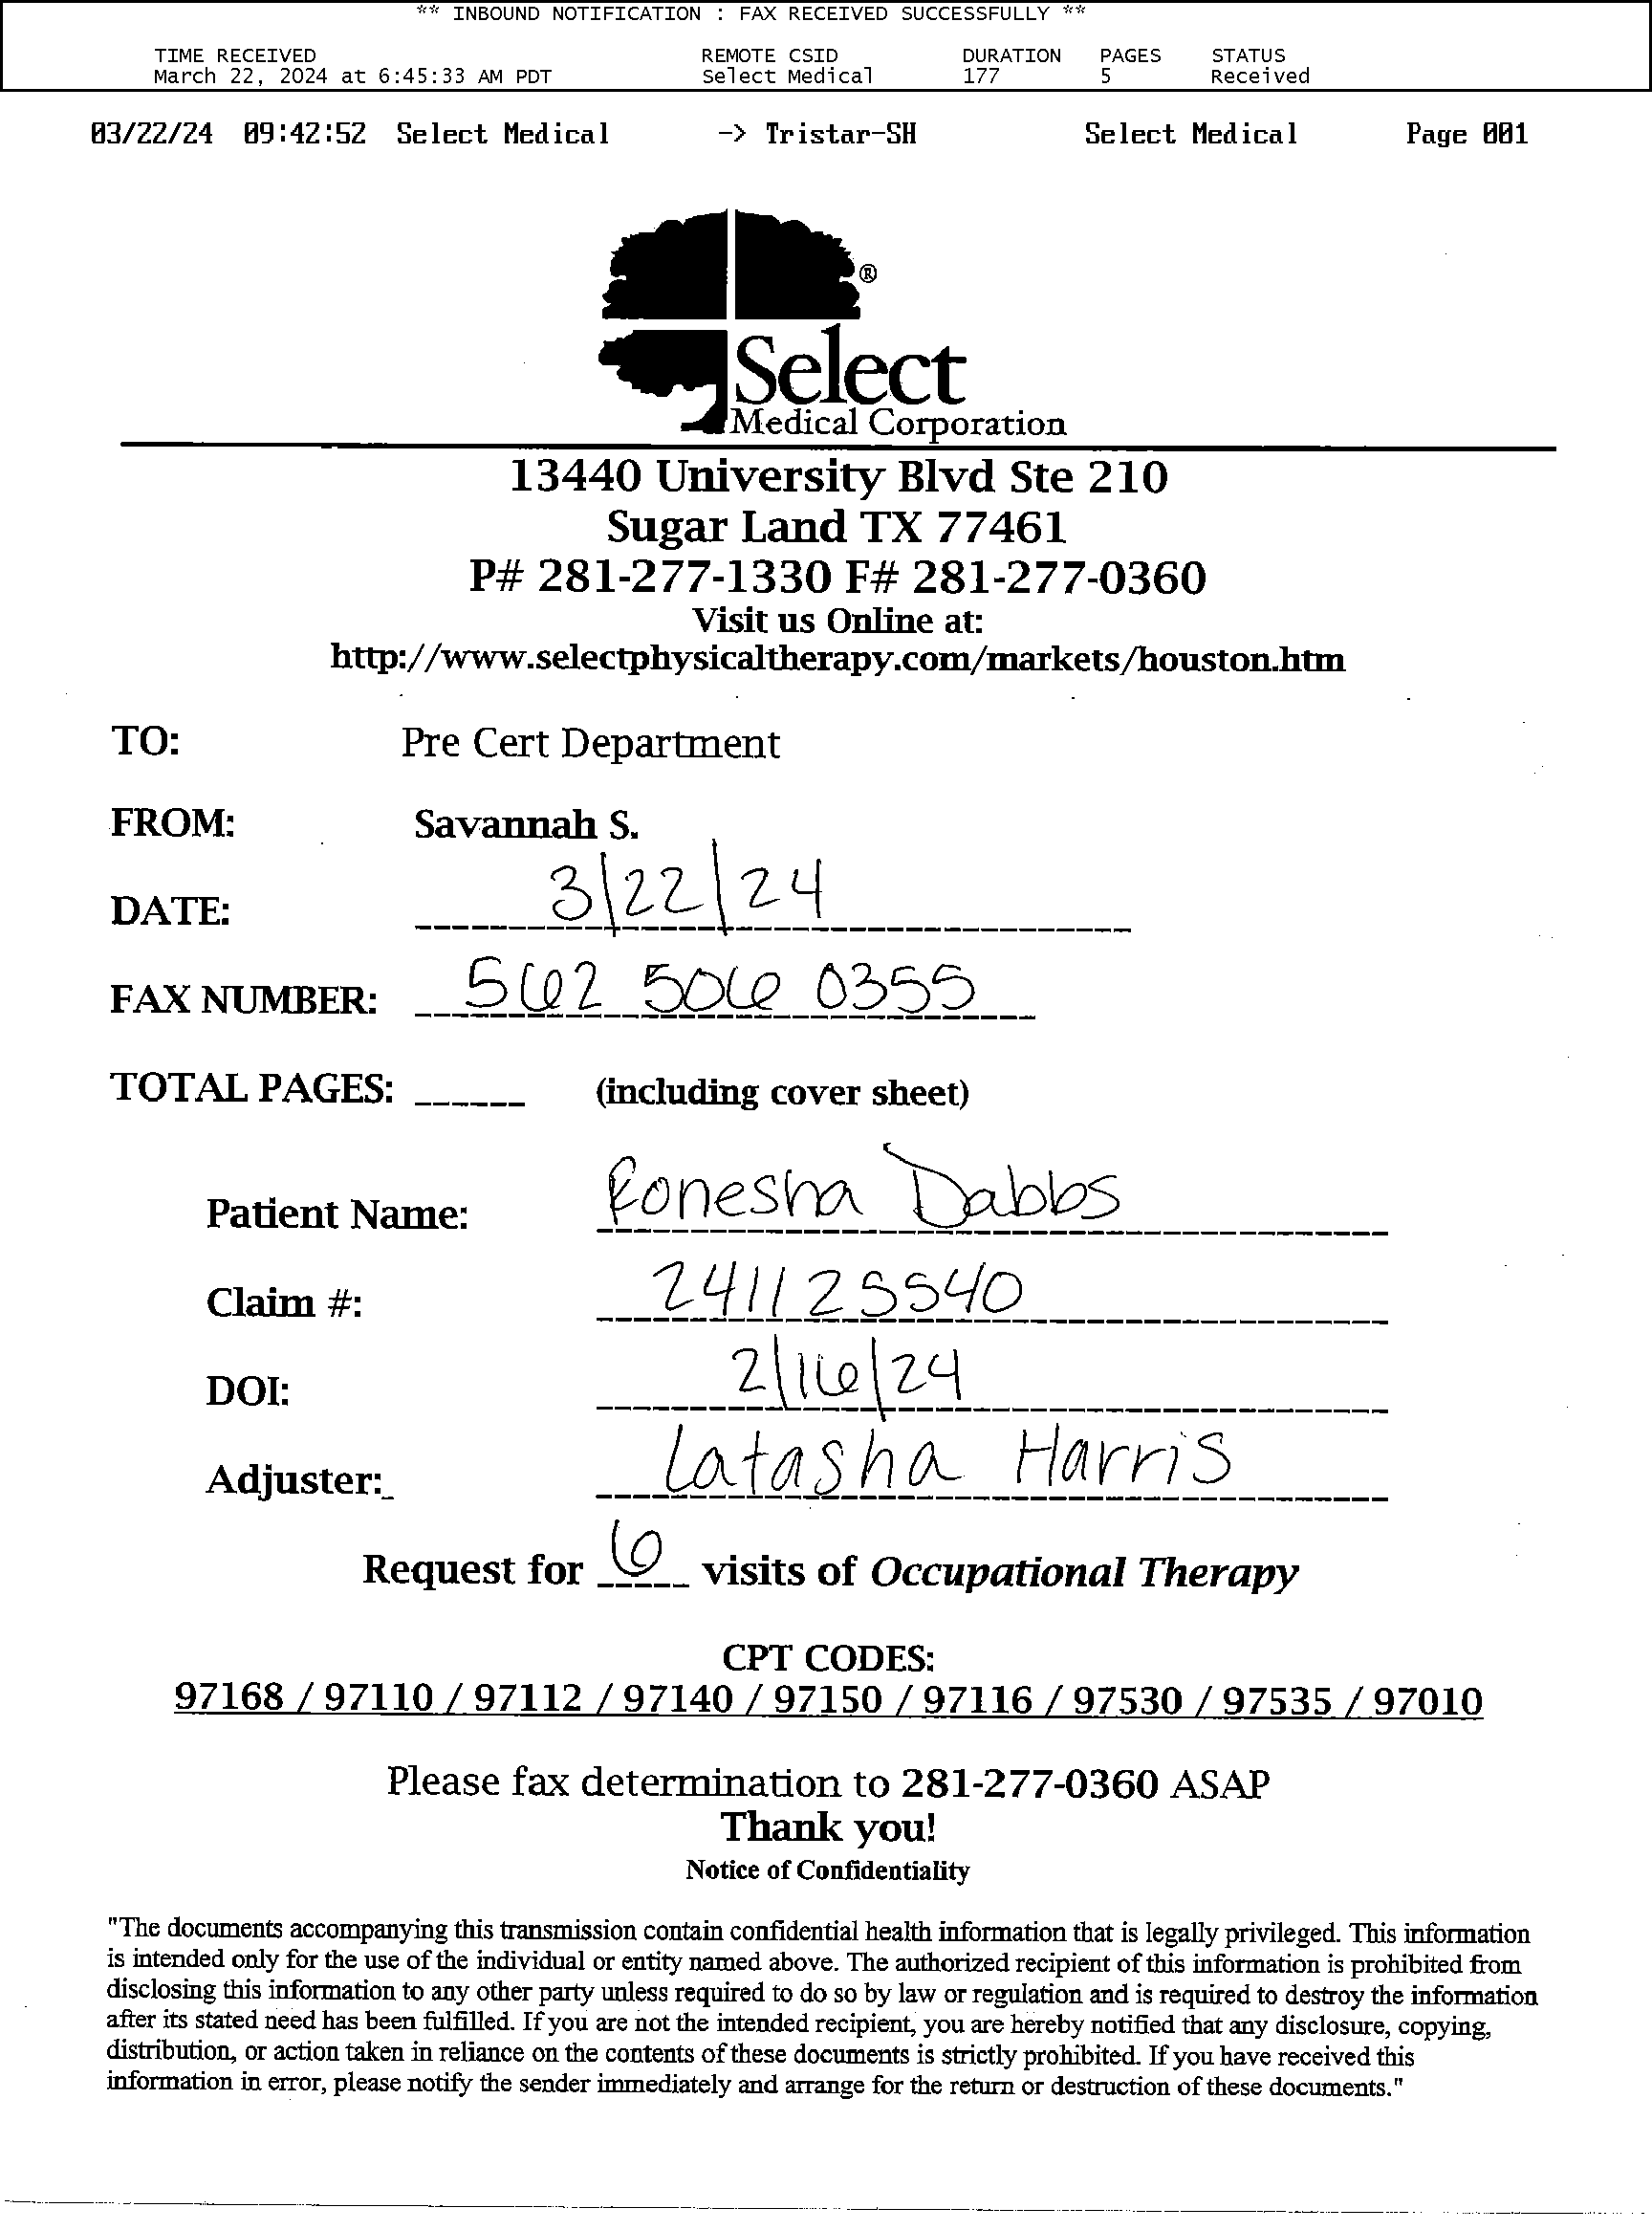 ** INBOUND NOTIFICATION : FAX RECEIVED SUCCESSFULLY **
TIME RECEIVED REMOTE CSID DURATION PAGES STATUS
March 22, 2024 at 6:45:33 AM PDT Select Medical 177 5 Received
03/22/24 09:42:52 Select Medical -> Tristar-SH Select Medical Page 001
®
Select
Medical Corporation
13440 University Blvd Ste 210
Sugar Land TX 77461
P# 281-277-1330 F# 281-277-0360
Visit us Online at:
http://www.selectphysicaltherapy.com/markets/houston.htm
TO: Pre Cert Department
FROM: Savannah S.
DATE: 3/22/24
FAX NUMBER: 562 506 0355
TOTAL PAGES: ______ (including cover sheet)
Patient Name: Ronesha Dabbs
Claim #: 241125540
DOI: 2/16/24
Adjuster: Latasha Harris
Request for 6 visits of Occupational Therapy
CPT CODES:
97168 / 97110 / 97112 / 97140 / 97150 / 97116 / 97530 / 97535 / 97010
Please fax determination to 281-277-0360 ASAP
Thank you!
Notice of Confidentiality
"The documents accompanying this transmission contain confidential health information that is legally privileged. This information
is intended only for the use of the individual or entity named above. The authorized recipient of this information is prohibited from
disclosing this information to any other party unless required to do so by law or regulation and is required to destroy the information
after its stated need has been fulfilled. If you are not the intended recipient, you are hereby notified that any disclosure, copying,
distribution, or action taken in reliance on the contents of these documents is strictly prohibited. If you have received this
information in error, please notify the sender immediately and arrange for the return or destruction of these documents."